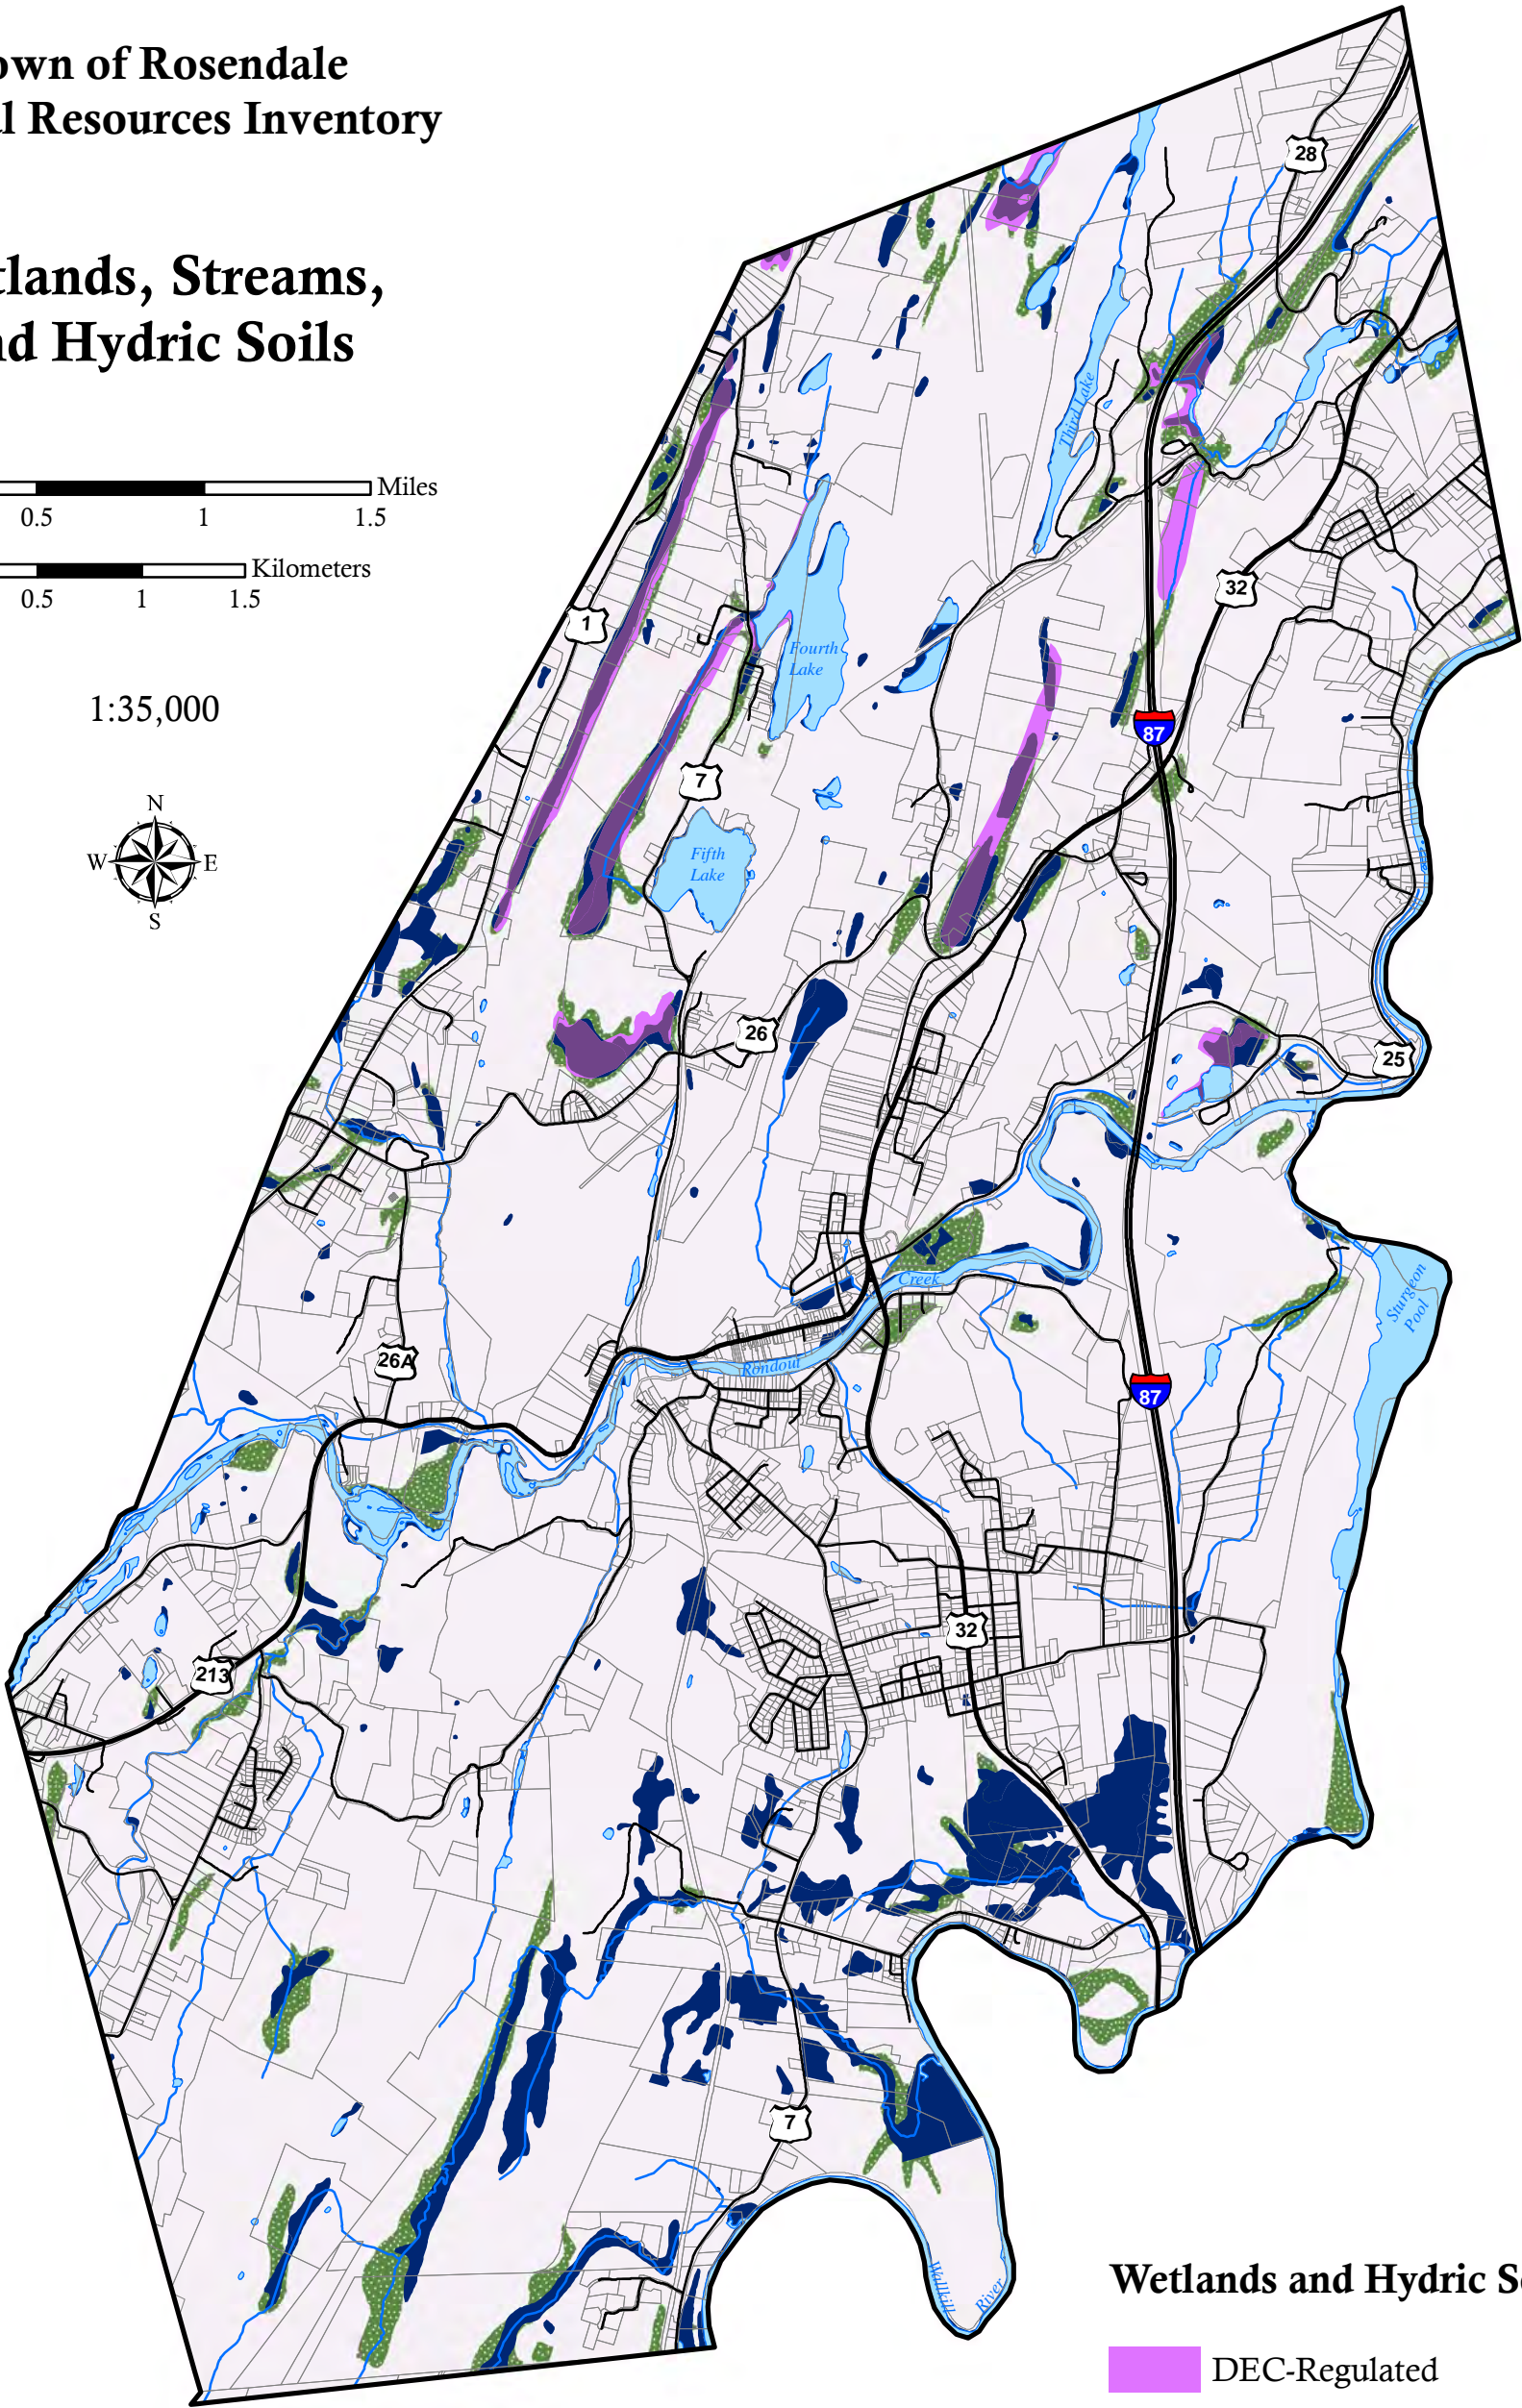 own of Rosendale
l Resources Inventory
tlands, Streams,
nd Hydric Soils
Miles
0.5 1 1.5
Kilometers
0.5 1 1.5
1:35,000
N
W E
S
28
Third Lake
32
1
Fourth
Lake
87
7
Fifth
Lake
26
25
Creek
Sturgeon
Pool
26A
Rondout
87
32
213
7
Wallkill
River
Wetlands and Hydric S
DEC-Regulated